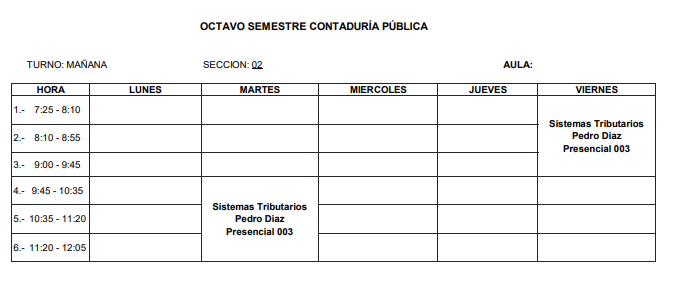 OCTAVO SEMESTRE CONTADURÍA PÚBLICA
TURNO: MAÑANA SECCION: 02 AULA:
HORA LUNES MARTES MIERCOLES JUEVES VIERNES
1.- 7:25 - 8:10
2.- 8:10 - 8:55
3.- 9:00 - 9:45
Sistemas Tributarios
Pedro Diaz
Presencial 003
4.- 9:45 - 10:35
5.- 10:35 - 11:20
6.- 11:20 - 12:05
Sistemas Tributarios
Pedro Diaz
Presencial 003